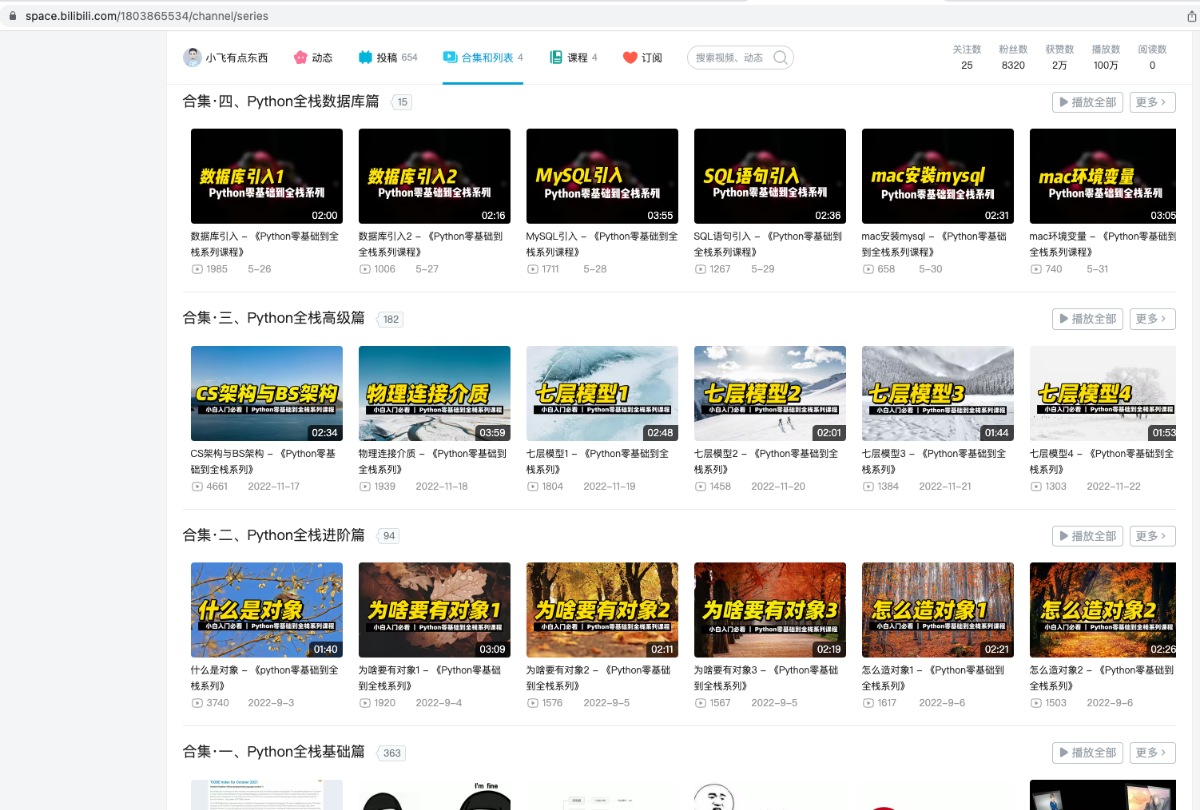 space.bilibili.com/1803865534/channel/series
小飞有点东西 动态 投稿 654 合集和列表 4 课程 4 订阅 搜索视频、动态
关注数 粉丝数 获赞数 播放数 阅读数
25 8320 2万 100万 0
合集·四、Python全栈数据库篇 15 播放全部 更多 >
数据库引入1 数据库引入2 MySQL引入 SQL语句引入 mac安装mysql mac环境变量
Python零基础到全栈系列 Python零基础到全栈系列 Python零基础到全栈系列 Python零基础到全栈系列 Python零基础到全栈系列 Python零基础到全栈系列
02:00 02:16 03:55 02:36 02:31 03:05
数据库引入 – 《Python零基础到全 数据库引入2 – 《Python零基础到 MySQL引入 – 《Python零基础到全 SQL语句引入 – 《Python零基础到 mac安装mysql – 《Python零基础 mac环境变量 – 《Python零基础到
全栈系列课程》 全栈系列课程》 栈系列课程》 全栈系列课程》 到全栈系列课程》 全栈系列课程》
1985 5-26 1006 5-27 1711 5-28 1267 5-29 658 5-30 740 5-31
合集·三、Python全栈高级篇 182 播放全部 更多 >
CS架构与BS架构 物理连接介质 七层模型1 七层模型2 七层模型3 七层模型4
小白入门必看 | Python零基础到全栈系列课程 小白入门必看 | Python零基础到全栈系列课程 小白入门必看 | Python零基础到全栈系列课程 小白入门必看 | Python零基础到全栈系列课程 小白入门必看 | Python零基础到全栈系列课程 小白入门必看 | Python零基础到全栈系列课程
02:34 03:59 02:48 02:01 01:44 01:53
CS架构与BS架构 – 《Python零基 物理连接介质 – 《Python零基础到 七层模型1 – 《Python零基础到全 七层模型2 – 《Python零基础到全 七层模型3 – 《Python零基础到全 七层模型4 – 《Python零基础到全
础到全栈系列》 全栈系列》 栈系列》 栈系列》 栈系列》 栈系列》
4661 2022-11-17 1939 2022-11-18 1804 2022-11-19 1458 2022-11-20 1384 2022-11-21 1303 2022-11-22
合集·二、Python全栈进阶篇 94 播放全部 更多 >
什么是对象 为啥要有对象1 为啥要有对象2 为啥要有对象3 怎么造对象1 怎么造对象2
小白入门必看 | Python零基础到全栈系列课程 小白入门必看 | Python零基础到全栈系列课程 小白入门必看 | Python零基础到全栈系列课程 小白入门必看 | Python零基础到全栈系列课程 小白入门必看 | Python零基础到全栈系列课程 小白入门必看 | Python零基础到全栈系列课程
01:40 03:09 02:11 02:19 02:21 02:26
什么是对象 – 《python零基础到全 为啥要有对象1 – 《Python零基础 为啥要有对象2 – 《Python零基础 为啥要有对象3 – 《Python零基础 怎么造对象1 – 《Python零基础到 怎么造对象2 – 《Python零基础到
栈系列》 到全栈系列》 到全栈系列》 到全栈系列》 全栈系列》 全栈系列》
3740 2022-9-3 1920 2022-9-4 1576 2022-9-5 1567 2022-9-5 1617 2022-9-6 1503 2022-9-6
合集·一、Python全栈基础篇 363 播放全部 更多 >
TIOBE Index for October 2021
I'm fine